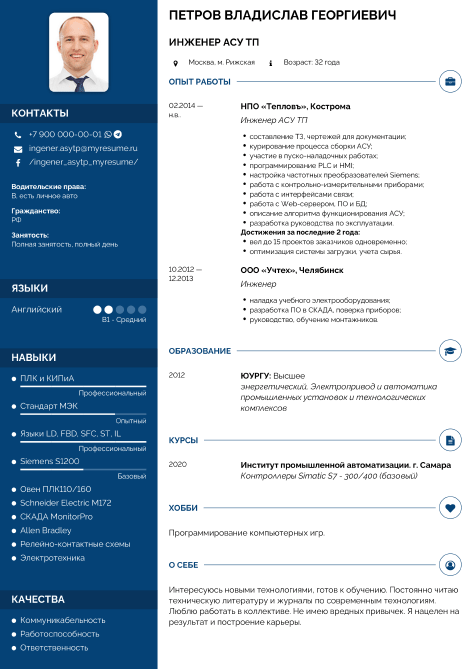 ПЕТРОВ ВЛАДИСЛАВ ГЕОРГИЕВИЧ
ИНЖЕНЕР АСУ ТП
Москва, м. Рижская
Возраст: 32 года
КОНТАКТЫ
+7 900 000-00-01
ingener.asytp@myresume.ru
/ingener_asytp_myresume/
Водительские права:
B, есть личное авто
Гражданство:
РФ
Занятость:
Полная занятость, полный день
ЯЗЫКИ
Английский
B1 - Средний
НАВЫКИ
ПЛК и КИПиА
Профессиональный
Стандарт МЭК
Опытный
Языки LD, FBD, SFC, ST, IL
Профессиональный
Siemens S1200
Базовый
Овен ПЛК110/160
Schneider Electric M172
СКАДА MonitorPro
Allen Bradley
Релейно-контактные схемы
Электротехника
КАЧЕСТВА
Коммуникабельность
Работоспособность
Ответственность
ОПЫТ РАБОТЫ
02.2014 —
н.в.
НПО «Тепловъ», Кострома
Инженер АСУ ТП
составление ТЗ, чертежей для документации;
курирование процесса сборки АСУ;
участие в пуско-наладочных работах;
программирование PLC и HMI;
настройка частотных преобразователей Siemens;
работа с контрольно-измерительными приборами;
работа с интерфейсами связи;
работа с Web-сервером, ПО и БД;
описание алгоритма функционирования АСУ;
разработка руководства по эксплуатации.
Достижения за последние 2 года:
вел до 15 проектов заказчиков одновременно;
оптимизация системы загрузки, учета сырья.
10.2012 —
12.2013
ООО «Учтех», Челябинск
Инженер
наладка учебного электрооборудования;
разработка ПО в СКАДА, поверка приборов;
руководство, обучение монтажников.
ОБРАЗОВАНИЕ
2012
ЮУРГУ: Высшее
энергетический. Электропривод и автоматика
промышленных установок и технологических
комплексов
КУРСЫ
2020
Институт промышленной автоматизации. г. Самара
Контроллеры Simatic S7 - 300/400 (базовый)
ХОББИ
Программирование компьютерных игр.
О СЕБЕ
Интересуюсь новыми технологиями, готов к обучению. Постоянно читаю
техническую литературу и журналы по современным технологиям.
Люблю работать в коллективе. Не имею вредных привычек. Я нацелен на
результат и построение карьеры.